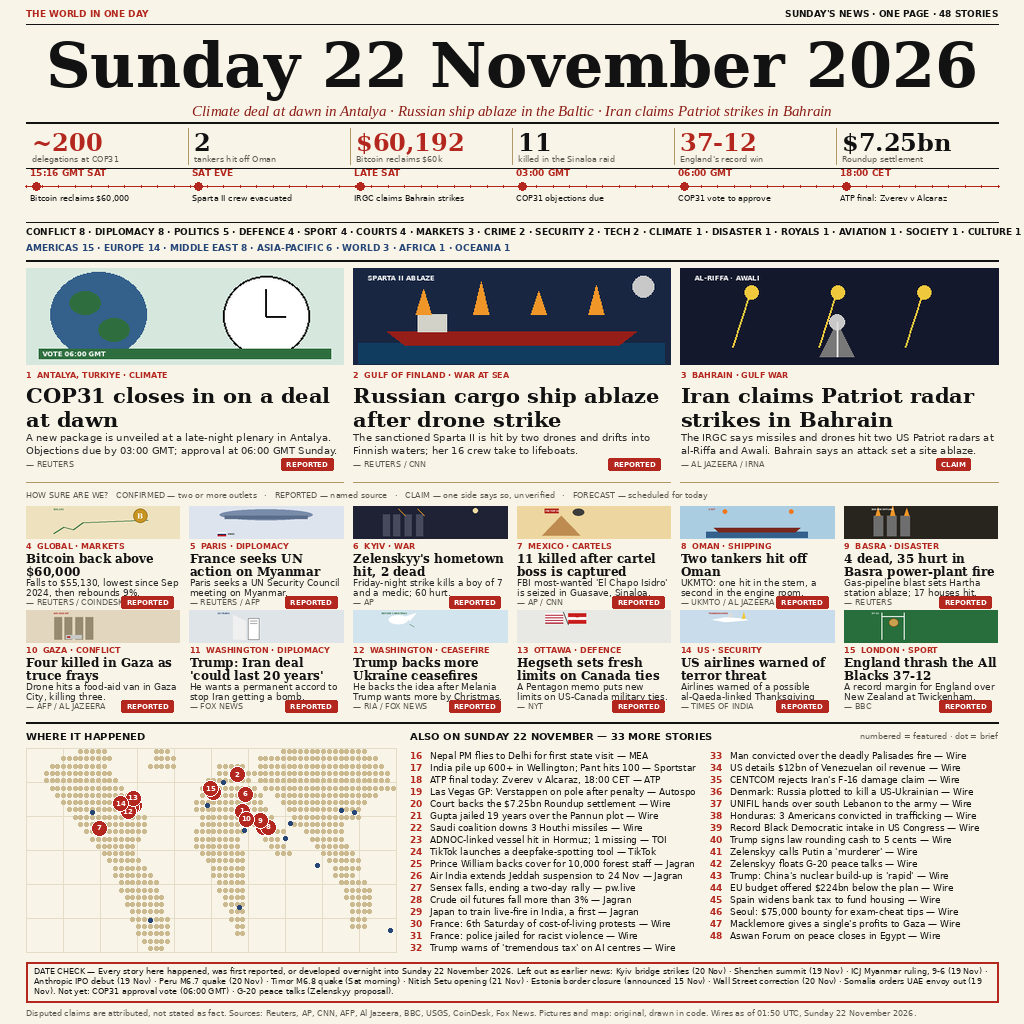 THE WORLD IN ONE DAY
SUNDAY'S NEWS · ONE PAGE · 48 STORIES
Sunday 22 November 2026
Climate deal at dawn in Antalya · Russian ship ablaze in the Baltic · Iran claims Patriot strikes in Bahrain
~200
delegations at COP31
2
tankers hit off Oman
$60,192
Bitcoin reclaims $60k
11
killed in the Sinaloa raid
37-12
England's record win
$7.25bn
Roundup settlement
15:16 GMT SAT
SAT EVE
LATE SAT
03:00 GMT
06:00 GMT
18:00 CET
Bitcoin reclaims $60,000
Sparta II crew evacuated
IRGC claims Bahrain strikes
COP31 objections due
COP31 vote to approve
ATP final: Zverev v Alcaraz
CONFLICT 8 · DIPLOMACY 8 · POLITICS 5 · DEFENCE 4 · SPORT 4 · COURTS 4 · MARKETS 3 · CRIME 2 · SECURITY 2 · TECH 2 · CLIMATE 1 · DISASTER 1 · ROYALS 1 · AVIATION 1 · SOCIETY 1 · CULTURE 1
AMERICAS 15 · EUROPE 14 · MIDDLE EAST 8 · ASIA-PACIFIC 6 · WORLD 3 · AFRICA 1 · OCEANIA 1
VOTE 06:00 GMT
1 ANTALYA, TURKIYE · CLIMATE
COP31 closes in on a deal
at dawn
A new package is unveiled at a late-night plenary in Antalya.
Objections due by 03:00 GMT; approval at 06:00 GMT Sunday.
— REUTERS
REPORTED
SPARTA II ABLAZE
2 GULF OF FINLAND · WAR AT SEA
Russian cargo ship ablaze
after drone strike
The sanctioned Sparta II is hit by two drones and drifts into
Finnish waters; her 16 crew take to lifeboats.
— REUTERS / CNN
REPORTED
AL-RIFFA · AWALI
3 BAHRAIN · GULF WAR
Iran claims Patriot radar
strikes in Bahrain
The IRGC says missiles and drones hit two US Patriot radars at
al-Riffa and Awali. Bahrain says an attack set a site ablaze.
— AL JAZEERA / IRNA
CLAIM
HOW SURE ARE WE? CONFIRMED — two or more outlets · REPORTED — named source · CLAIM — one side says so, unverified · FORECAST — scheduled for today
B
4 GLOBAL · MARKETS
Bitcoin back above
$60,000
Falls to $55,130, lowest since Sep
2024, then rebounds 9%.
— REUTERS / COINDESK
REPORTED
5 PARIS · DIPLOMACY
France seeks UN
action on Myanmar
Paris seeks a UN Security Council
meeting on Myanmar.
— REUTERS / AFP
REPORTED
6 KYIV · WAR
Zelenskyy's hometown
hit, 2 dead
Friday-night strike kills a boy of 7
and a medic; 60 hurt.
— AP
REPORTED
7 MEXICO · CARTELS
11 killed after cartel
boss is captured
FBI most-wanted 'El Chapo Isidro'
is seized in Guasave, Sinaloa.
— AP / CNN
REPORTED
8 OMAN · SHIPPING
Two tankers hit off
Oman
UKMTO: one hit in the stern, a
second in the engine room.
— UKMTO / AL JAZEERA
REPORTED
9 BASRA · DISASTER
4 dead, 35 hurt in
Basra power-plant fire
Gas-pipeline blast sets Hartha
station ablaze; 17 houses hit.
— REUTERS
REPORTED
10 GAZA · CONFLICT
Four killed in Gaza as
truce frays
Drone hits a food-aid van in Gaza
City, killing three.
— AFP / AL JAZEERA
REPORTED
11 WASHINGTON · DIPLOMACY
Trump: Iran deal
'could last 20 years'
He wants a permanent accord to
stop Iran getting a bomb.
— FOX NEWS
REPORTED
12 WASHINGTON · CEASEFIRE
Trump backs more
Ukraine ceasefires
He backs the idea after Melania
Trump wants more by Christmas.
— RIA / FOX NEWS
REPORTED
13 OTTAWA · DEFENCE
Hegseth sets fresh
limits on Canada ties
A Pentagon memo puts new
limits on US-Canada military ties.
— NYT
REPORTED
14 US · SECURITY
US airlines warned of
terror threat
Airlines warned of a possible
al-Qaeda-linked Thanksgiving
— TIMES OF INDIA
REPORTED
15 LONDON · SPORT
England thrash the All
Blacks 37-12
A record margin for England over
New Zealand at Twickenham.
— BBC
REPORTED
WHERE IT HAPPENED
2
15
6
13
14
12
1
10
9
8
7
ALSO ON SUNDAY 22 NOVEMBER — 33 MORE STORIES
numbered = featured · dot = brief
16 Nepal PM flies to Delhi for first state visit — MEA
17 India pile up 600+ in Wellington; Pant hits 100 — Sportstar
18 ATP final today: Zverev v Alcaraz, 18:00 CET — ATP
19 Las Vegas GP: Verstappen on pole after penalty — Autospo
20 Court backs the $7.25bn Roundup settlement — Wire
21 Gupta jailed 19 years over the Pannun plot — Wire
22 Saudi coalition downs 3 Houthi missiles — Wire
23 ADNOC-linked vessel hit in Hormuz; 1 missing — TOI
24 TikTok launches a deepfake-spotting tool — TikTok
25 Prince William backs cover for 10,000 forest staff — Jagran
26 Air India extends Jeddah suspension to 24 Nov — Jagran
27 Sensex falls, ending a two-day rally — pw.live
28 Crude oil futures fall more than 3% — Jagran
29 Japan to train live-fire in India, a first — Jagran
30 France: 6th Saturday of cost-of-living protests — Wire
31 France: police jailed for racist violence — Wire
32 Trump warns of 'tremendous tax' on AI centres — Wire
33 Man convicted over the deadly Palisades fire — Wire
34 US details $12bn of Venezuelan oil revenue — Wire
35 CENTCOM rejects Iran's F-16 damage claim — Wire
36 Denmark: Russia plotted to kill a US-Ukrainian — Wire
37 UNIFIL hands over south Lebanon to the army — Wire
38 Honduras: 3 Americans convicted in trafficking — Wire
39 Record Black Democratic intake in US Congress — Wire
40 Trump signs law rounding cash to 5 cents — Wire
41 Zelenskyy calls Putin a 'murderer' — Wire
42 Zelenskyy floats G-20 peace talks — Wire
43 Trump: China's nuclear build-up is 'rapid' — Wire
44 EU budget offered $224bn below the plan — Wire
45 Spain widens bank tax to fund housing — Wire
46 Seoul: $75,000 bounty for exam-cheat tips — Wire
47 Macklemore gives a single's profits to Gaza — Wire
48 Aswan Forum on peace closes in Egypt — Wire
DATE CHECK — Every story here happened, was first reported, or developed overnight into Sunday 22 November 2026. Left out as earlier news: Kyiv bridge strikes (20 Nov) · Shenzhen summit (19 Nov) · ICJ Myanmar ruling, 9-6 (19 Nov) ·
Anthropic IPO debut (19 Nov) · Peru M6.7 quake (20 Nov) · Timor M6.8 quake (Sat morning) · Nitish Setu opening (21 Nov) · Estonia border closure (announced 15 Nov) · Wall Street correction (20 Nov) · Somalia orders UAE envoy out (19
Nov). Not yet: COP31 approval vote (06:00 GMT) · G-20 peace talks (Zelenskyy proposal).
Disputed claims are attributed, not stated as fact. Sources: Reuters, AP, CNN, AFP, Al Jazeera, BBC, USGS, CoinDesk, Fox News. Pictures and map: original, drawn in code. Wires as of 01:50 UTC, Sunday 22 November 2026.